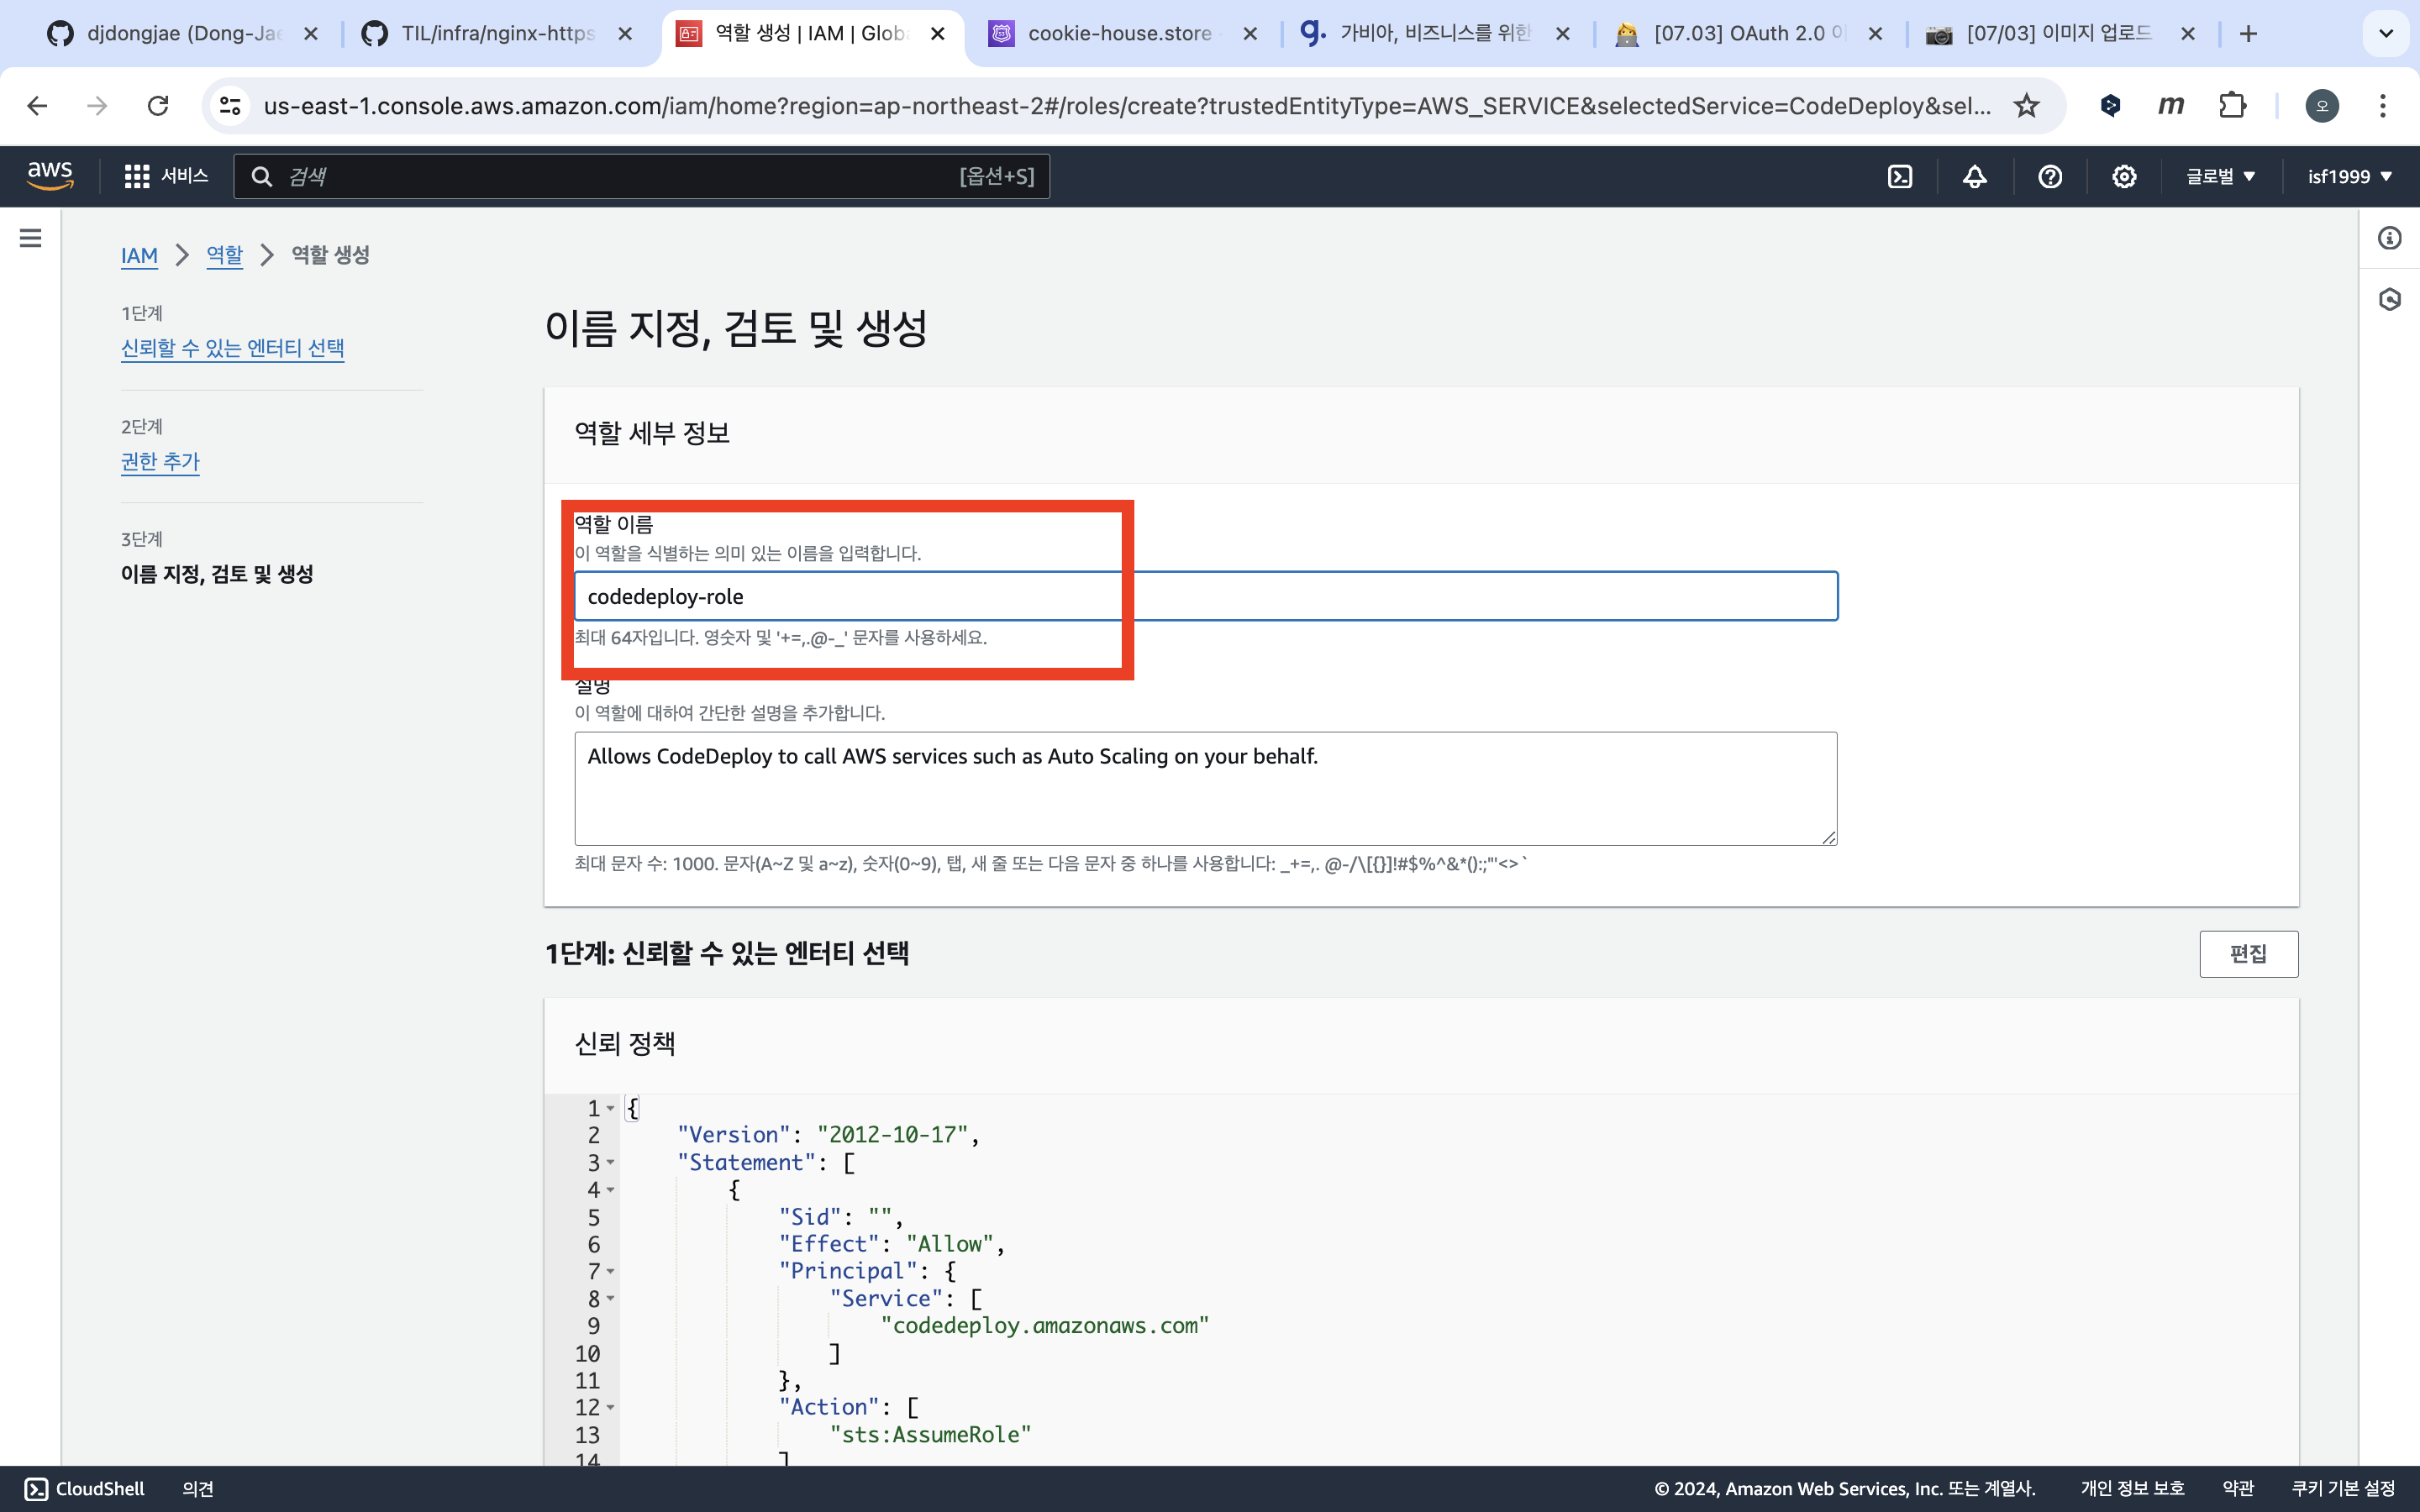 djdongjae (Dong-Jae
TIL/infra/nginx-https
역할 생성 | IAM | Globa
cookie-house.store
가비아, 비즈니스를 위한
[07.03] OAuth 2.0 이
[07/03] 이미지 업로드
us-east-1.console.aws.amazon.com/iam/home?region=ap-northeast-2#/roles/create?trustedEntityType=AWS_SERVICE&selectedService=CodeDeploy&sel...
m
오
aws
서비스
검색
[옵션+S]
글로벌 ▼
isf1999 ▼
IAM > 역할 > 역할 생성
1단계
신뢰할 수 있는 엔터티 선택
2단계
권한 추가
3단계
이름 지정, 검토 및 생성
이름 지정, 검토 및 생성
역할 세부 정보
역할 이름
이 역할을 식별하는 의미 있는 이름을 입력합니다.
codedeploy-role
최대 64자입니다. 영숫자 및 '+=,.@-_' 문자를 사용하세요.
설명
이 역할에 대하여 간단한 설명을 추가합니다.
Allows CodeDeploy to call AWS services such as Auto Scaling on your behalf.
최대 문자 수: 1000. 문자(A~Z 및 a~z), 숫자(0~9), 탭, 새 줄 또는 다음 문자 중 하나를 사용합니다: _+=,. @-/\[{}]!#$%^&*();:;"'<>`
1단계: 신뢰할 수 있는 엔터티 선택
편집
신뢰 정책
1 {
2 "Version": "2012-10-17",
3 "Statement": [
4 {
5 "Sid": "",
6 "Effect": "Allow",
7 "Principal": {
8 "Service": [
9 "codedeploy.amazonaws.com"
10 ]
11 },
12 "Action": [
13 "sts:AssumeRole"
14 ]
CloudShell
의견
© 2024, Amazon Web Services, Inc. 또는 계열사.
개인 정보 보호
약관
쿠키 기본 설정